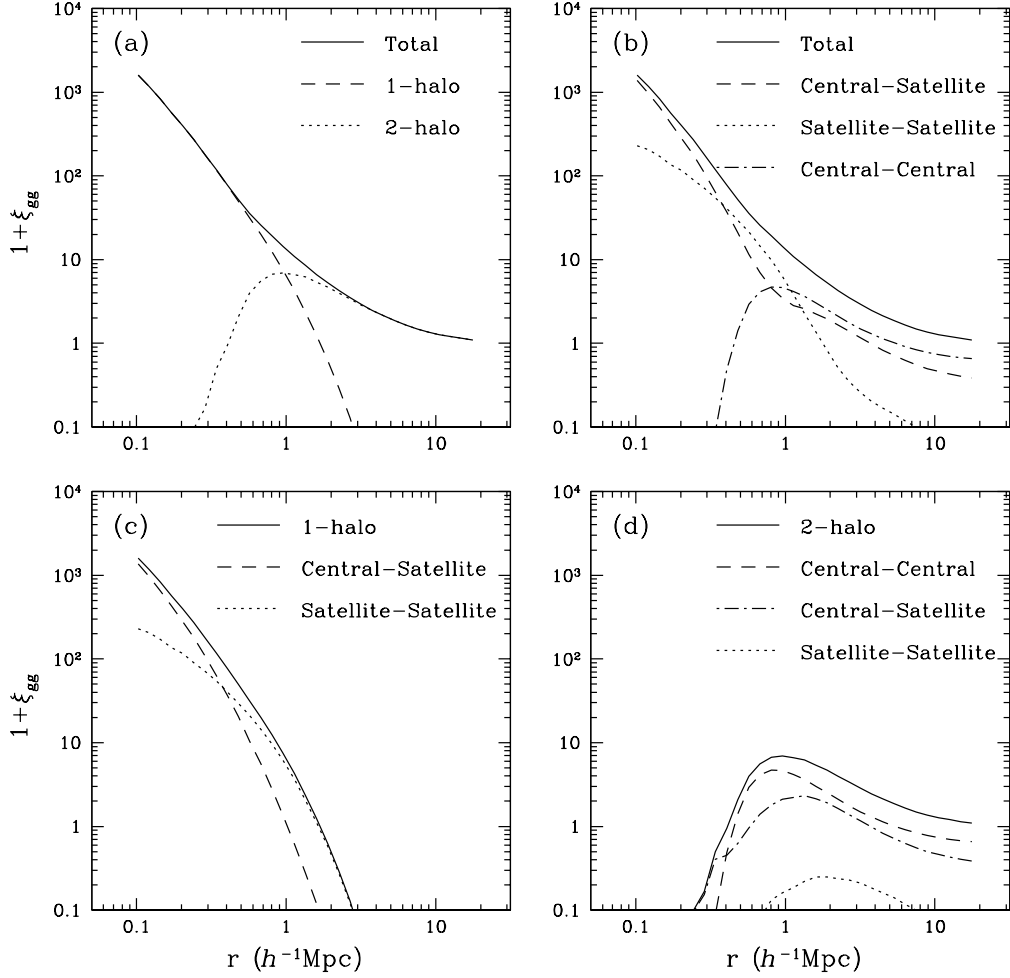 (a)
Total
1-halo
2-halo
10⁴
10³
10²
10
1
0.1
1+ξgg
0.1
1
10
(b)
Total
Central-Satellite
Satellite-Satellite
Central-Central
10⁴
10³
10²
10
1
0.1
0.1
1
10
(c)
1-halo
Central-Satellite
Satellite-Satellite
10⁴
10³
10²
10
1
0.1
1+ξgg
0.1
1
10
r (h⁻¹Mpc)
(d)
2-halo
Central-Central
Central-Satellite
Satellite-Satellite
10⁴
10³
10²
10
1
0.1
0.1
1
10
r (h⁻¹Mpc)